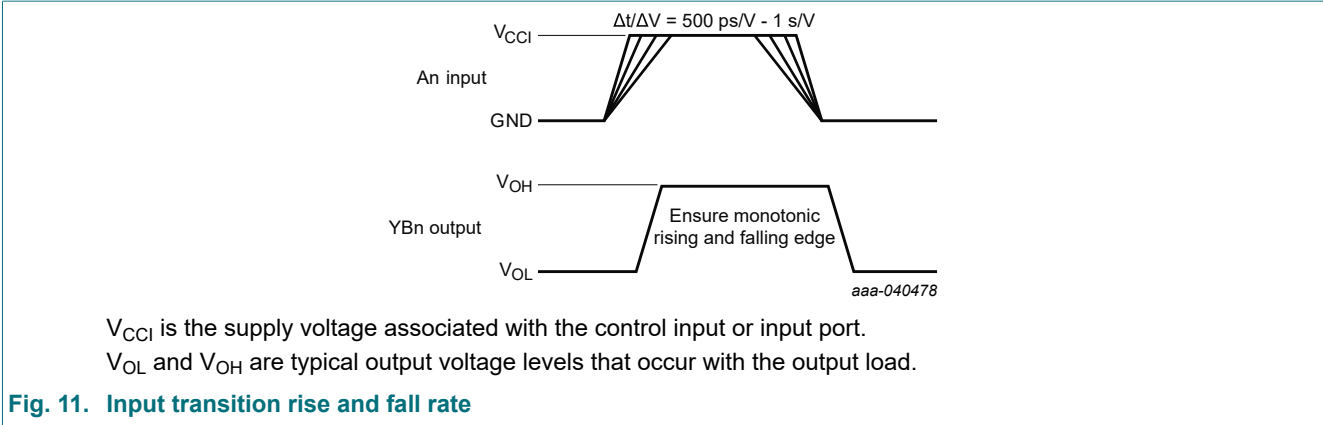 Δt/ΔV = 500 ps/V - 1 s/V
VCCI
An input
GND
VOH
YBn output
Ensure monotonic
rising and falling edge
VOL
aaa-040478
VCCI is the supply voltage associated with the control input or input port.
VOL and VOH are typical output voltage levels that occur with the output load.
Fig. 11. Input transition rise and fall rate